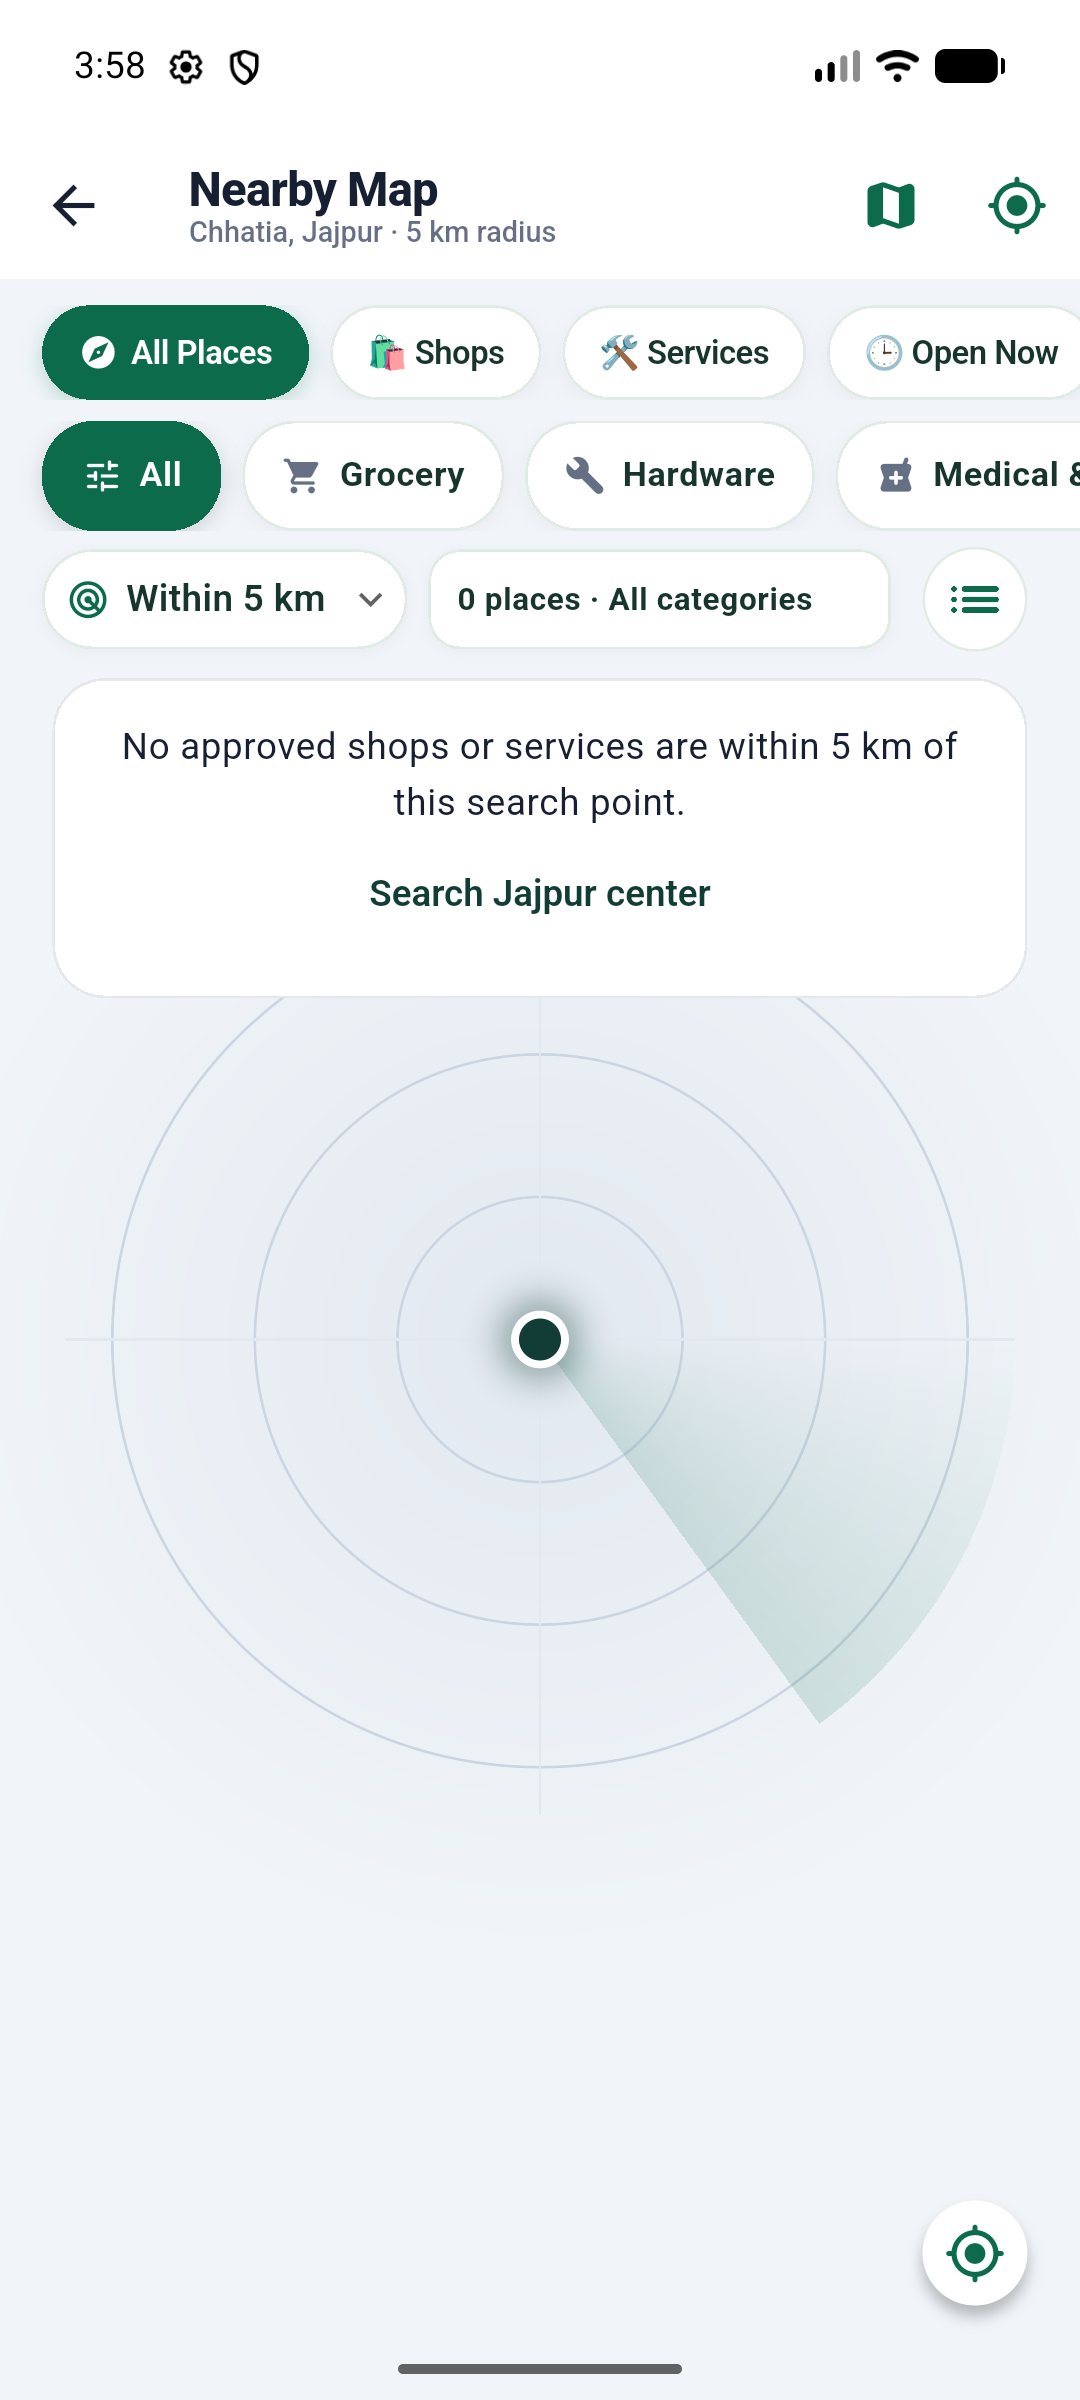 3:58
Nearby Map
Chhatia, Jajpur · 5 km radius
All Places
Shops
Services
Open Now
All
Grocery
Hardware
Medical &
Within 5 km
0 places · All categories
No approved shops or services are within 5 km of
this search point.
Search Jajpur center